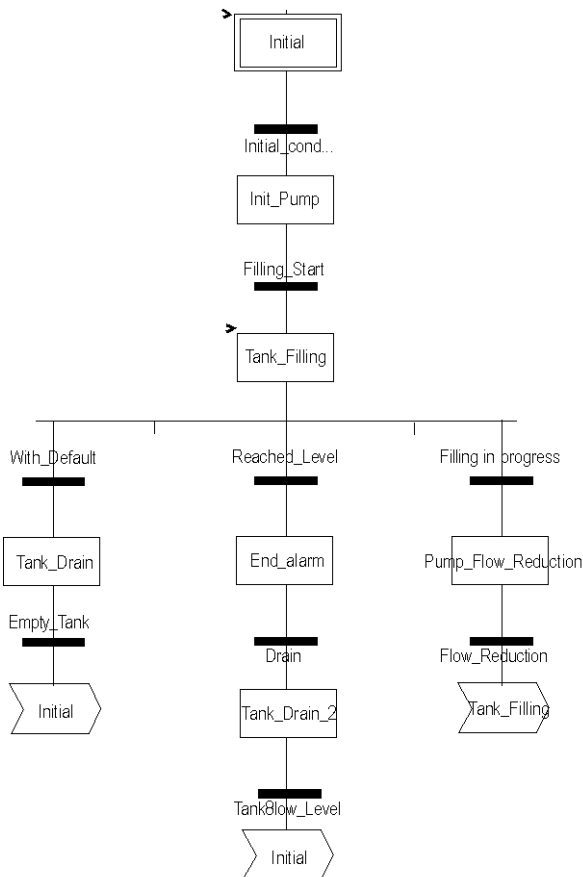 Initial
Initial_cond...
Init_Pump
Filling_Start
Tank_Filling
With_Default
Reached_Level
Filling in progress
Tank_Drain
End_alarm
Pump_Flow_Reduction
Empty_Tank
Drain
Flow_Reduction
Initial
Tank_Drain_2
Tank_Filling
Tank8low_Level
Initial